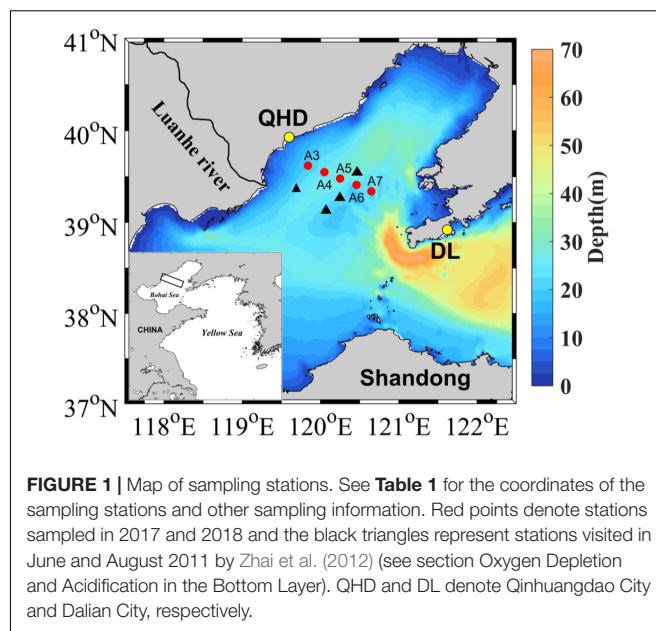 41°N
40°N
39°N
38°N
37°N
118°E 119°E 120°E 121°E 122°E
Luanhe river
QHD
A3
A4
A5
A6
A7
DL
Shandong
Bohai Sea
CHINA
Yellow Sea
70
60
50
40
30
20
10
0
Depth(m)
FIGURE 1 | Map of sampling stations. See Table 1 for the coordinates of the
sampling stations and other sampling information. Red points denote stations
sampled in 2017 and 2018 and the black triangles represent stations visited in
June and August 2011 by Zhai et al. (2012) (see section Oxygen Depletion
and Acidification in the Bottom Layer). QHD and DL denote Qinhuangdao City
and Dalian City, respectively.